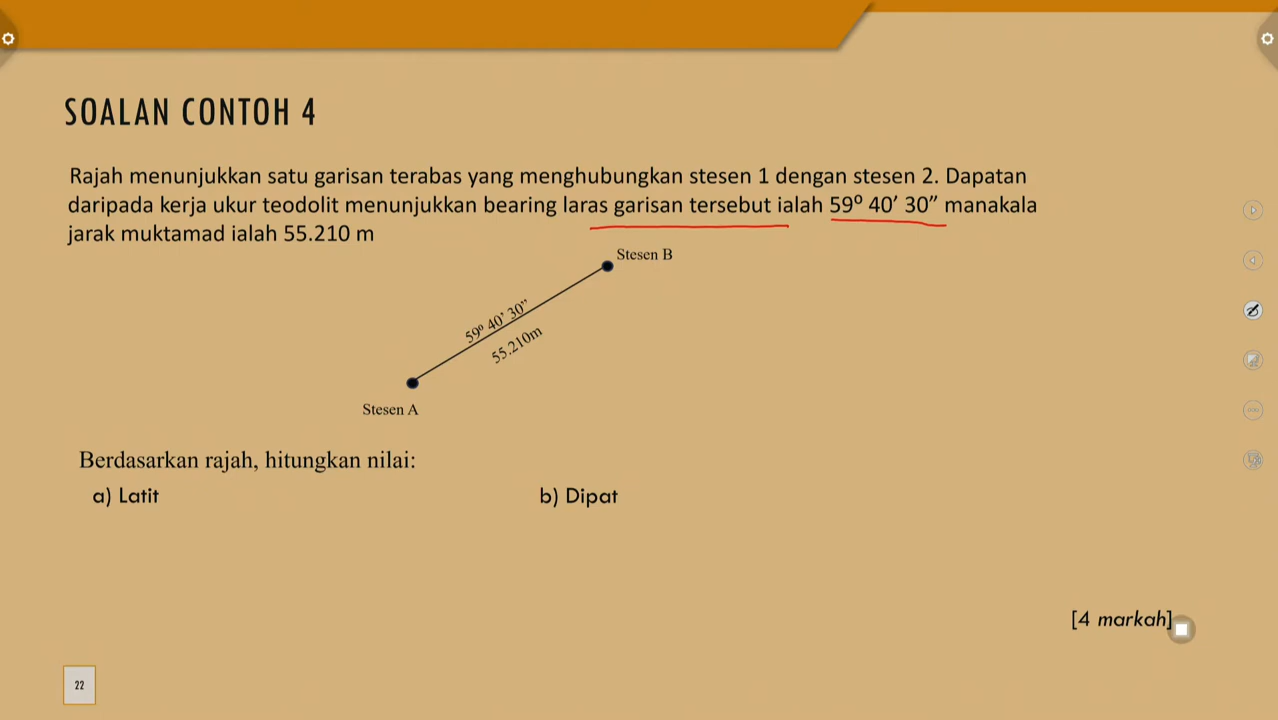 SOALAN CONTOH 4
Rajah menunjukkan satu garisan terabas yang menghubungkan stesen 1 dengan stesen 2. Dapatan
daripada kerja ukur teodolit menunjukkan bearing laras garisan tersebut ialah 59º 40’ 30” manakala
jarak muktamad ialah 55.210 m
Stesen B
59º 40’ 30”
55.210m
Stesen A
Berdasarkan rajah, hitungkan nilai:
a) Latit
b) Dipat
[4 markah]
22